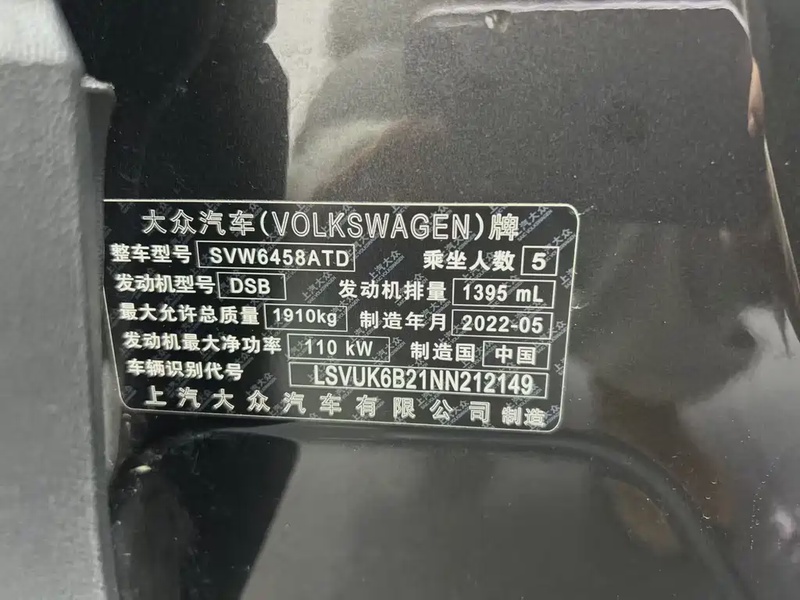 大众汽车(VOLKSWAGEN)牌
整车型号 SVW6458ATD 乘坐人数 5
发动机型号 DSB 发动机排量 1395 mL
最大允许总质量 1910kg 制造年月 2022-05
发动机最大净功率 110 kW 制造国 中国
车辆识别代号 LSVUK6B21NN212149
上汽大众汽车有限公司 制造